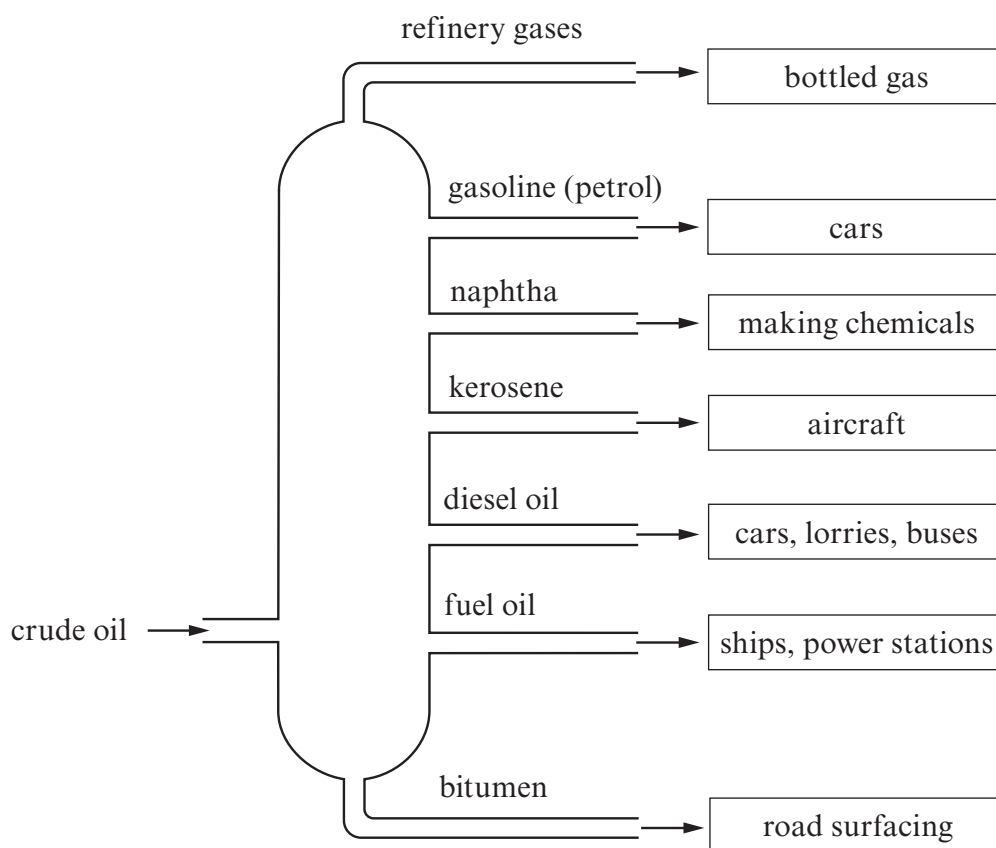 refinery gases
bottled gas
gasoline (petrol)
cars
naphtha
making chemicals
kerosene
aircraft
diesel oil
cars, lorries, buses
fuel oil
crude oil
ships, power stations
bitumen
road surfacing